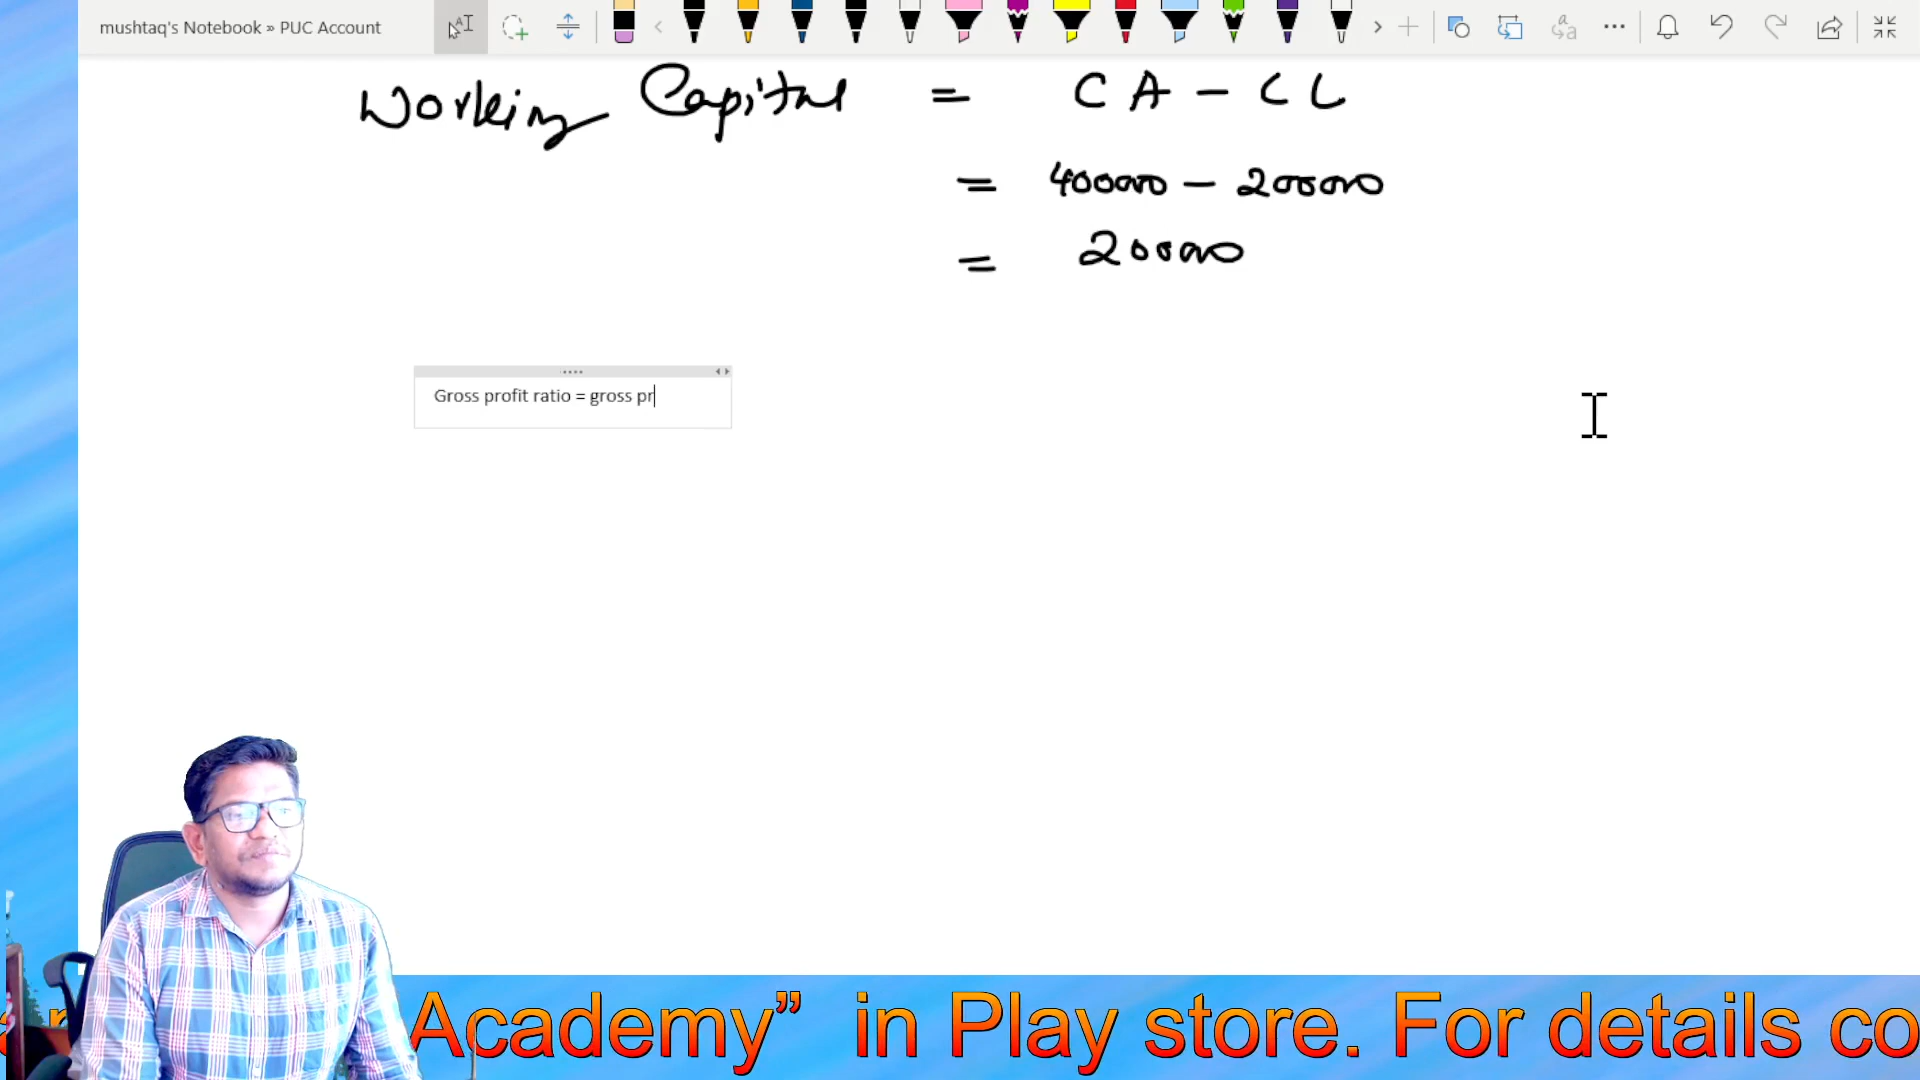 mushtaq's Notebook » PUC Account
Working Capital = CA - CL
= 400000 - 200000
= 200000
Gross profit ratio = gross pr
Academy” in Play store. For details co